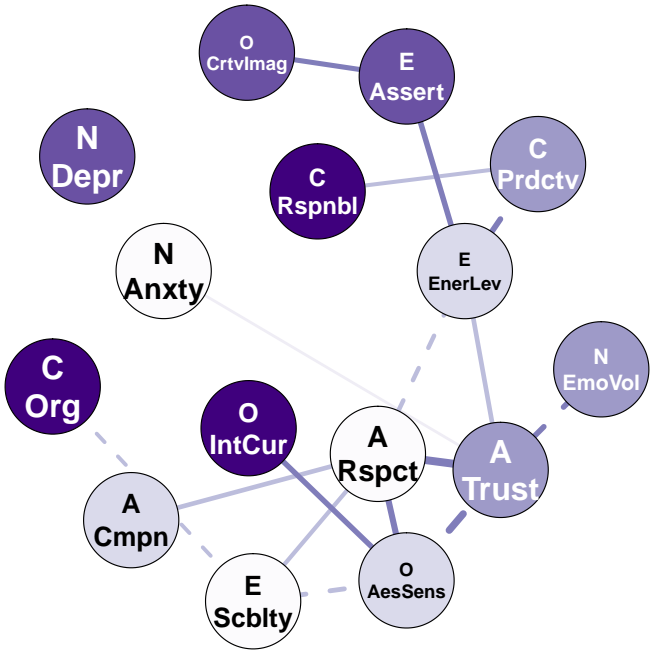 O
CrtvImag
E
Assert
N
Depr
C
Rspnbl
C
Prdctv
N
Anxty
E
EnerLev
C
Org
N
EmoVol
O
IntCur
A
Rspct
A
Trust
A
Cmpn
E
Scblty
O
AesSens